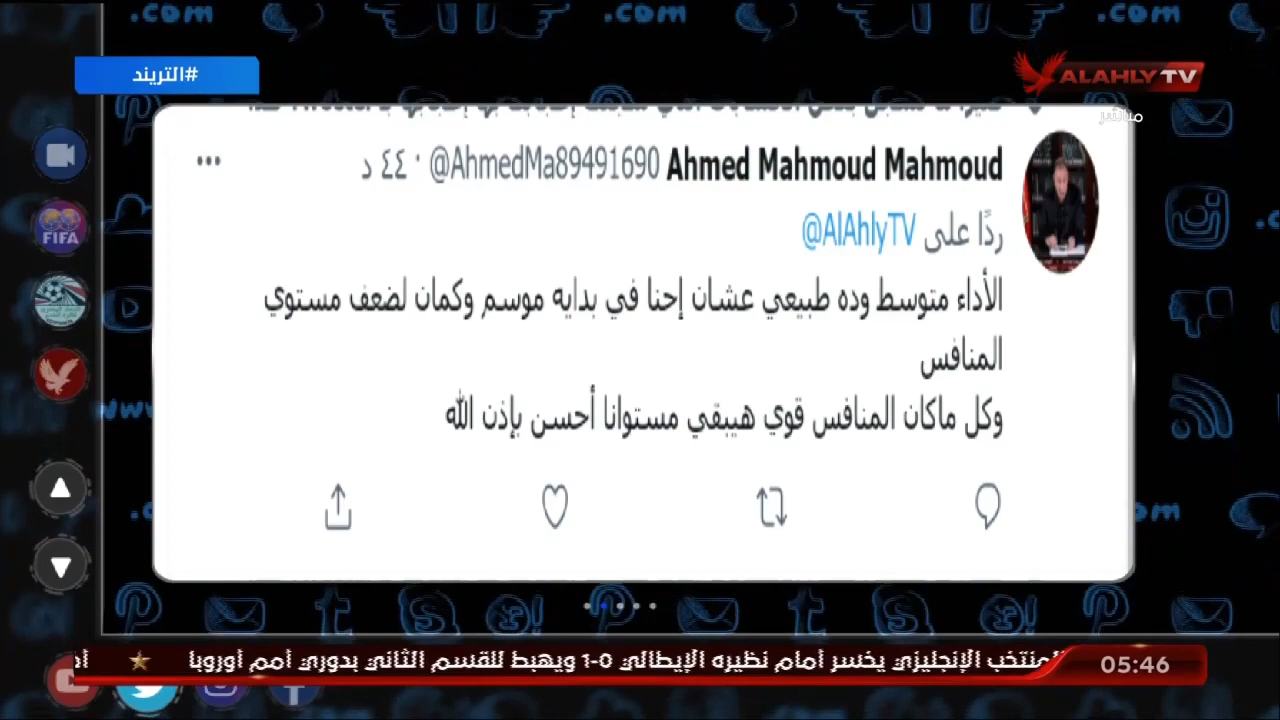 #التريند
ALAHLY TV
مباشر
Ahmed Mahmoud Mahmoud @AhmedMa89491690 · ٤٤ د
ردًا على @AlAhlyTV
الأداء متوسط وده طبيعي عشان إحنا في بدايه موسم وكمان لضعف مستوي
المنافس
وكل ماكان المنافس قوي هيبقي مستوانا أحسن بإذن الله
FIFA
المنتخب الإنجليزي يخسر أمام نظيره الإيطالي 0-1 ويهبط للقسم الثاني بدوري أمم أوروبا
05:46